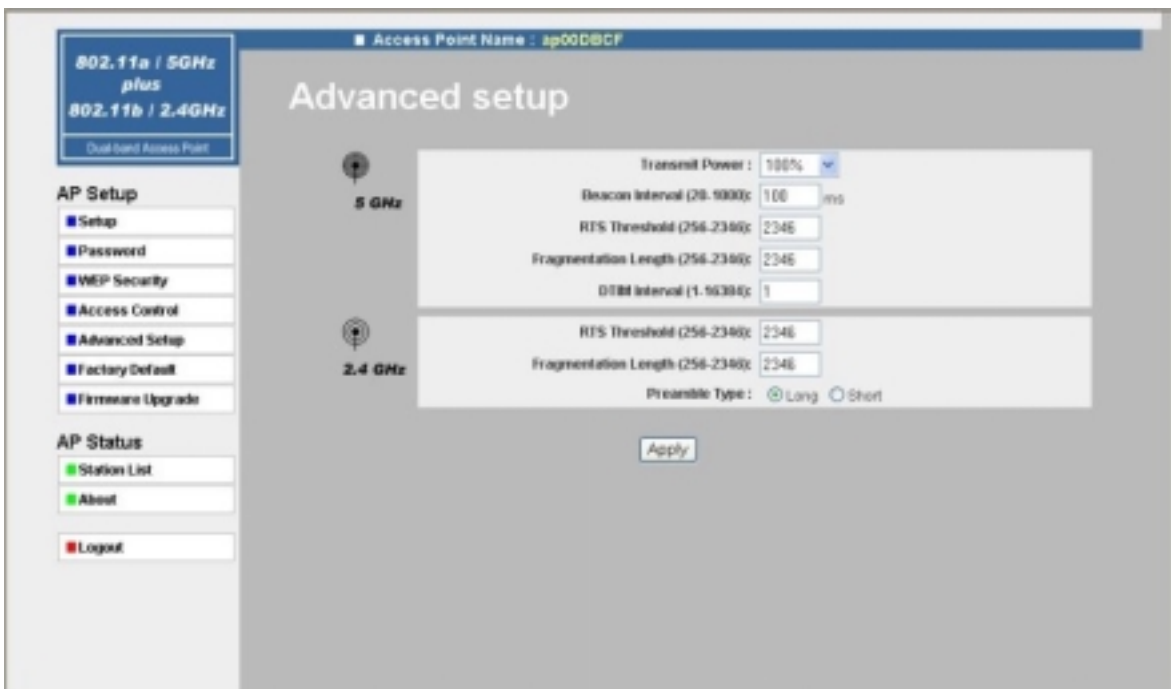 Access Point Name : ap00DBCF
802.11a / 5GHz
plus
802.11b / 2.4GHz
Dual-band Access Point
AP Setup
Setup
Password
WEP Security
Access Control
Advanced Setup
Factory Default
Firmware Upgrade
AP Status
Station List
About
Logout
Advanced setup
5 GHz
Transmit Power : 100%
Beacon Interval (20-1000): 100 ms
RTS Threshold (256-2346): 2346
Fragmentation Length (256-2346): 2346
DTIM Interval (1-16384): 1
2.4 GHz
RTS Threshold (256-2346): 2346
Fragmentation Length (256-2346): 2346
Preamble Type : Long Short
Apply